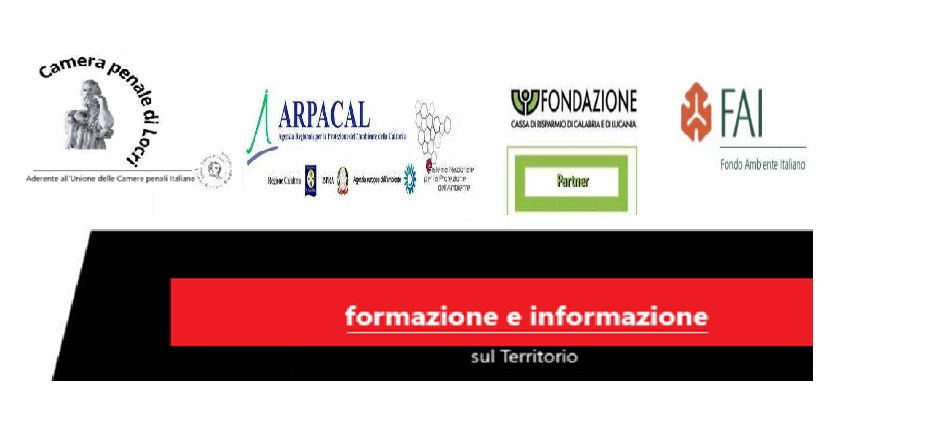 Camera penale di Locri
Aderente all'Unione delle Camere penali Italiane
ARPACAL
Agenzia Regionale per la Protezione dell'Ambiente della Calabria
Regione Calabria
ISPRA
Agenzia europea dell'ambiente
Sistema Nazionale
per la Protezione
dell'Ambiente
FONDAZIONE
CASSA DI RISPARMIO DI CALABRIA E DI LUCANIA
Partner
FAI
Fondo Ambiente Italiano
formazione e informazione
sul Territorio